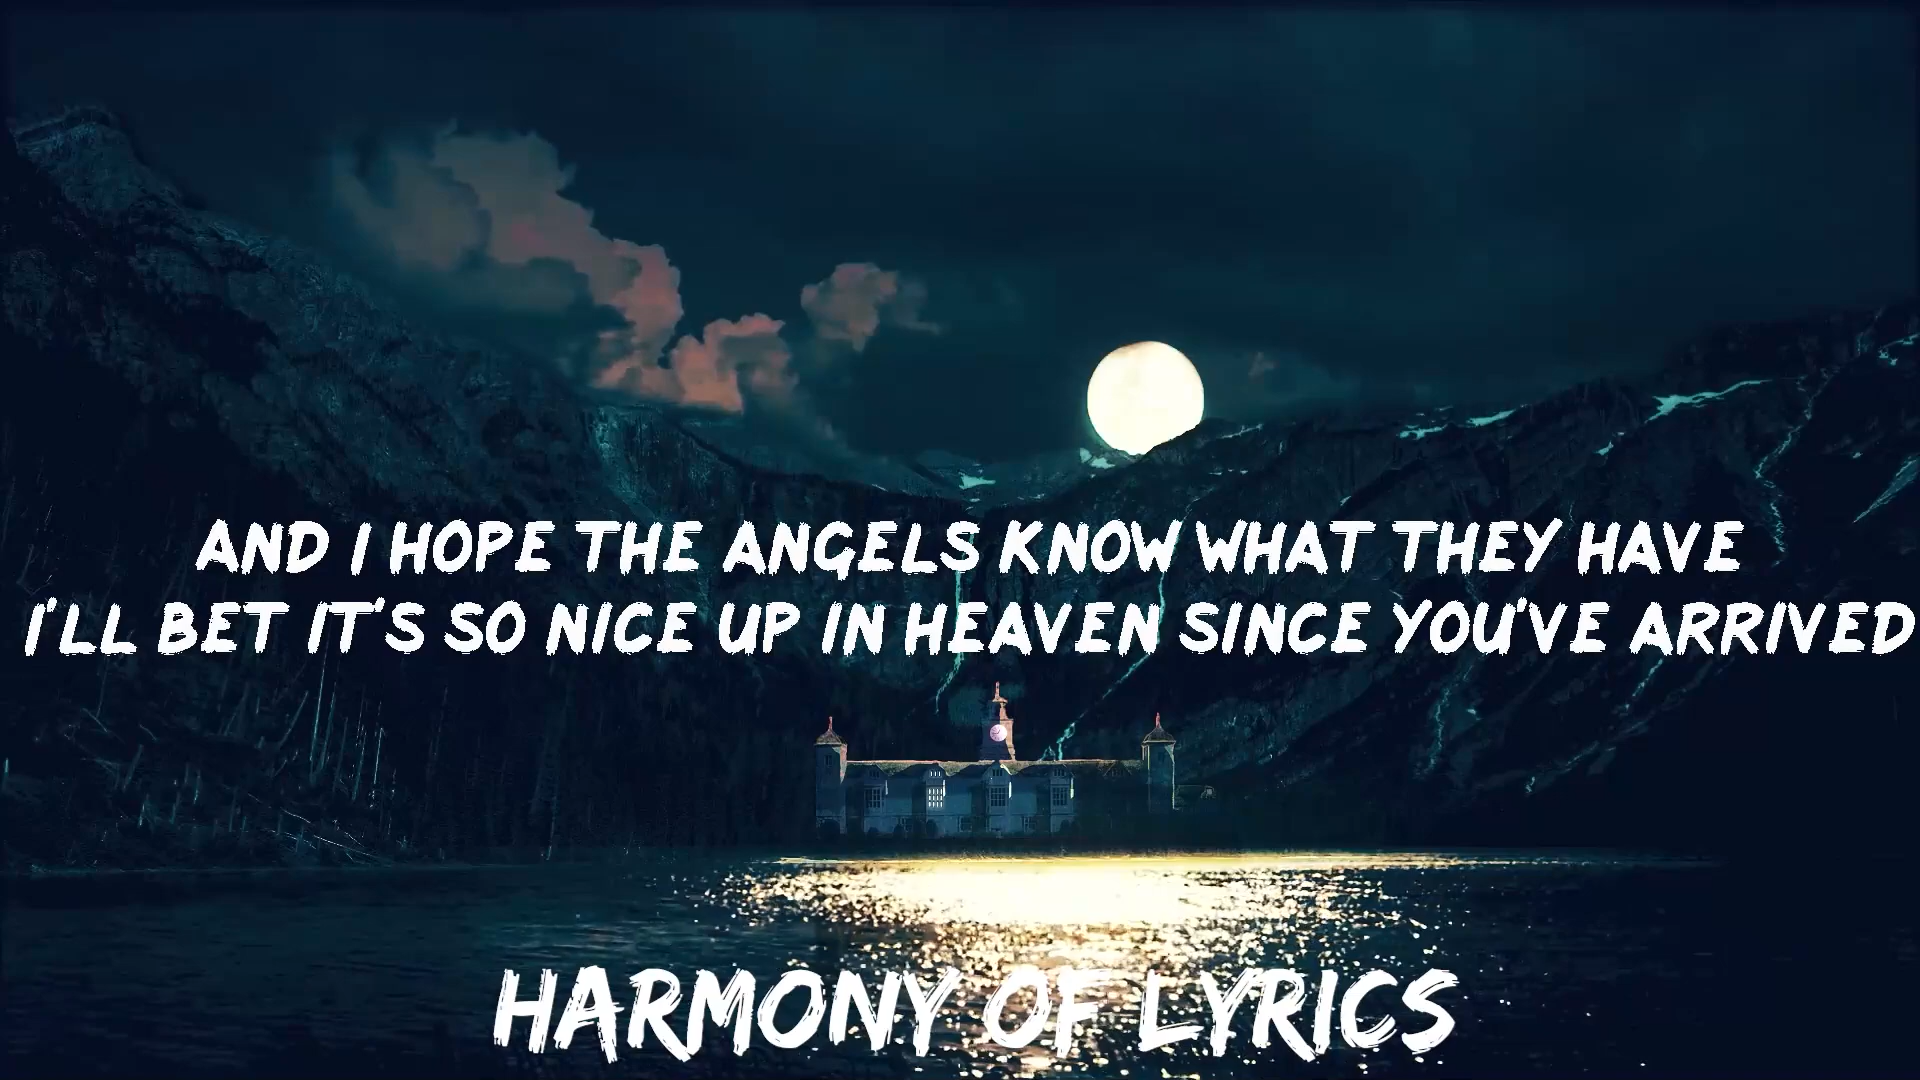 AND I HOPE THE ANGELS KNOW WHAT THEY HAVE
I'LL BET IT'S SO NICE UP IN HEAVEN SINCE YOU'VE ARRIVED
HARMONY OF LYRICS